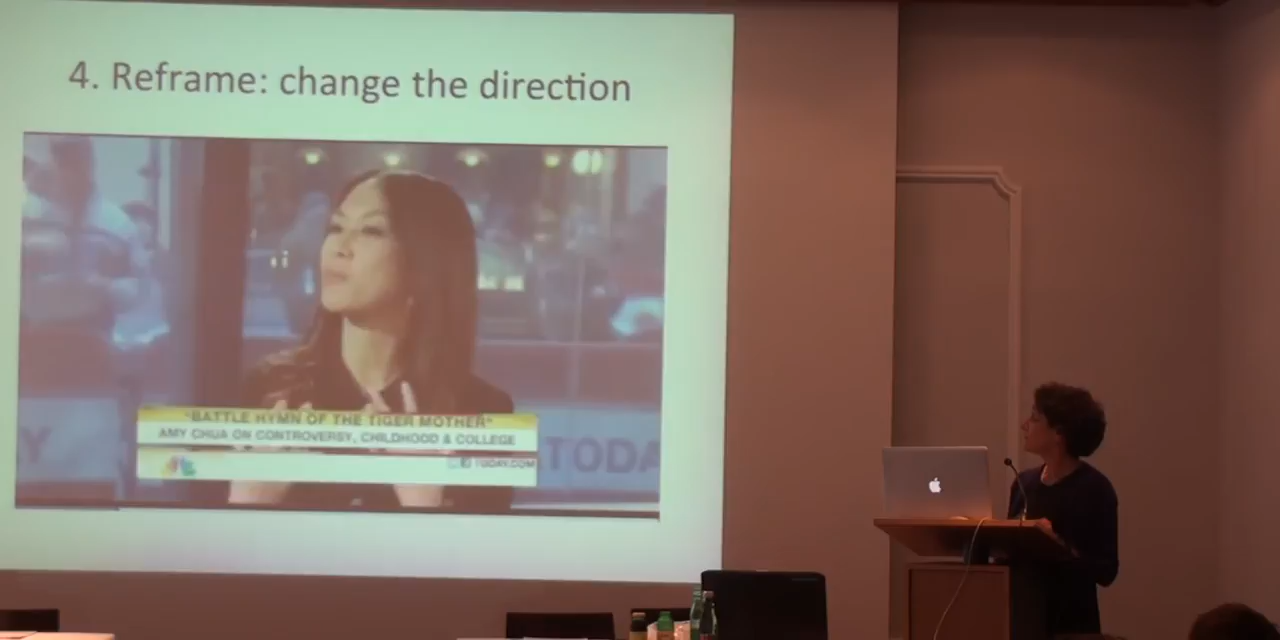 4. Reframe: change the direction
"BATTLE HYMN OF THE TIGER MOTHER"
AMY CHUA ON CONTROVERSY, CHILDHOOD & COLLEGE
TODAY.COM
Y
TODA